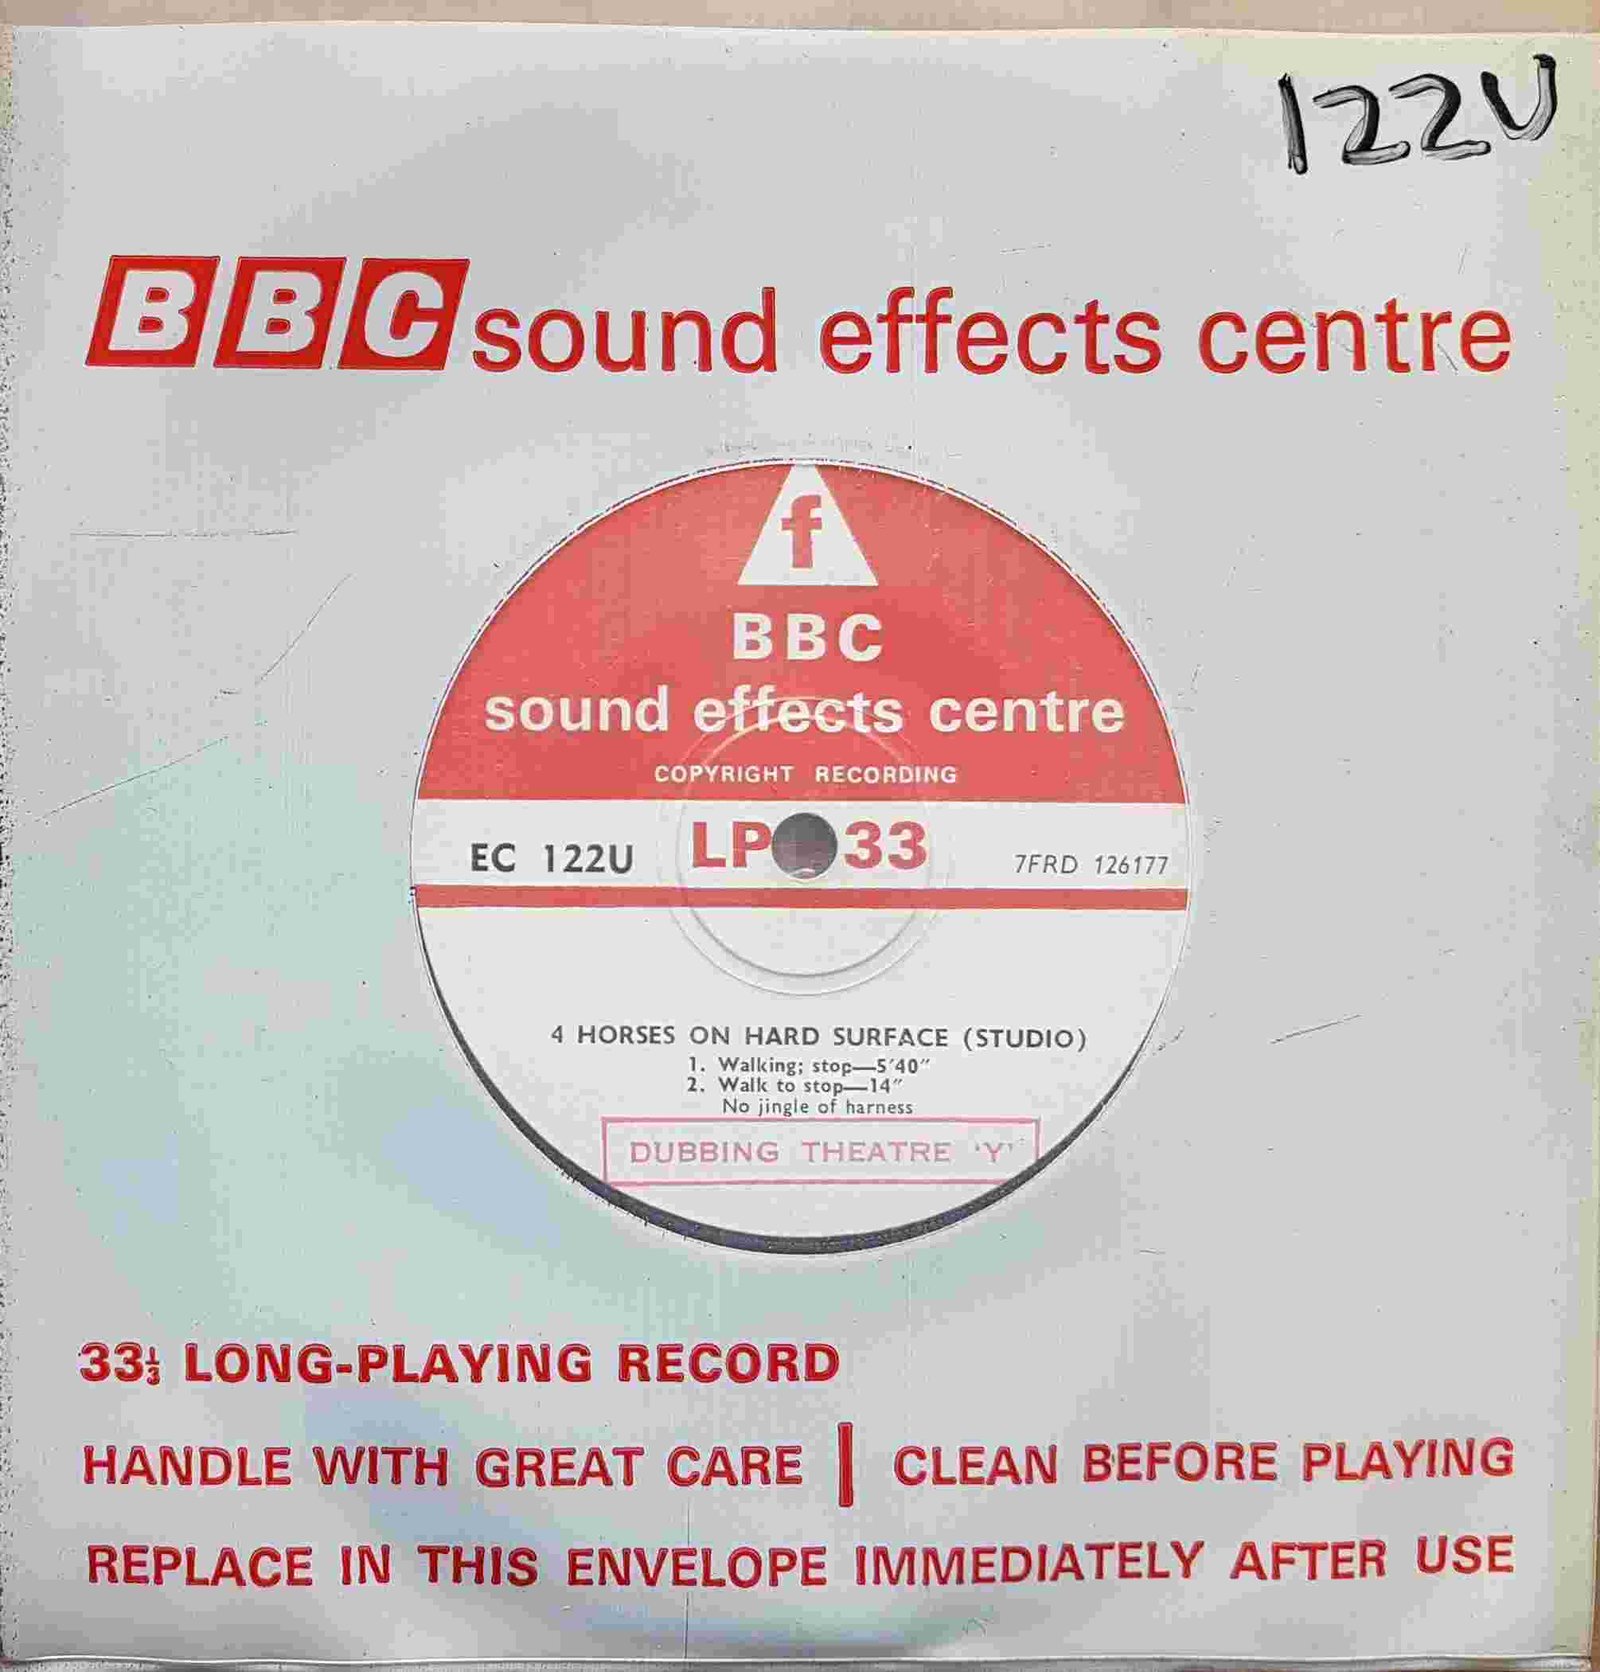 122U
BBC sound effects centre
f
BBC
sound effects centre
COPYRIGHT RECORDING
EC 122U LP 33 7FRD 126177
4 HORSES ON HARD SURFACE (STUDIO)
1. Walking; stop—5'40"
2. Walk to stop—14"
No jingle of harness
DUBBING THEATRE 'Y'
33⅓ LONG-PLAYING RECORD
HANDLE WITH GREAT CARE | CLEAN BEFORE PLAYING
REPLACE IN THIS ENVELOPE IMMEDIATELY AFTER USE